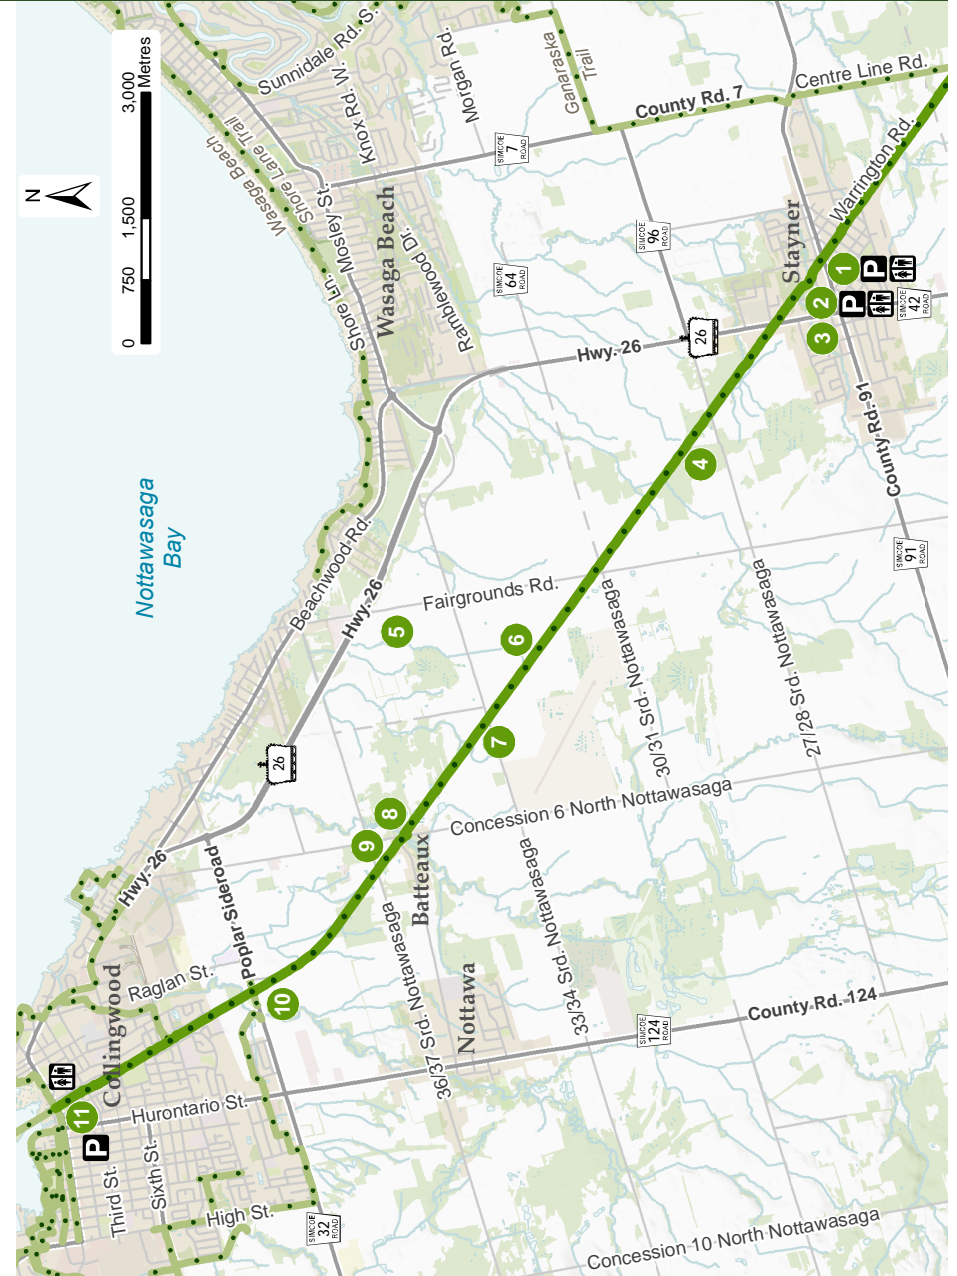 N
0 750 1,500 3,000
Metres
Nottawasaga
Bay
Sunnidale Rd. S.
Knox Rd. W.
Morgan Rd.
Ganaraska
Trail
County Rd. 7
Centre Line Rd.
Wasaga Beach
Shore Lane Trail
Mosley St.
Shore Ln.
Wasaga Beach
Ramblewood Dr.
SIMCOE
7
ROAD
SIMCOE
64
ROAD
SIMCOE
96
ROAD
Stayner
Warrington Rd.
1
P
2
P
3
SIMCOE
42
ROAD
Hwy. 26
26
County Rd. 91
SIMCOE
91
ROAD
4
Beachwood Rd.
Hwy. 26
Fairgrounds Rd.
5
6
7
30/31 Srd. Nottawasaga
27/28 Srd. Nottawasaga
26
Concession 6 North Nottawasaga
8
9
Batteaux
Hwy. 26
Poplar Sideroad
36/37 Srd. Nottawasaga
33/34 Srd. Nottawasaga
Raglan St.
10
Nottawa
County Rd. 124
SIMCOE
124
ROAD
Collingwood
11
P
Hurontario St.
Third St.
Sixth St.
High St.
SIMCOE
32
ROAD
Concession 10 North Nottawasaga